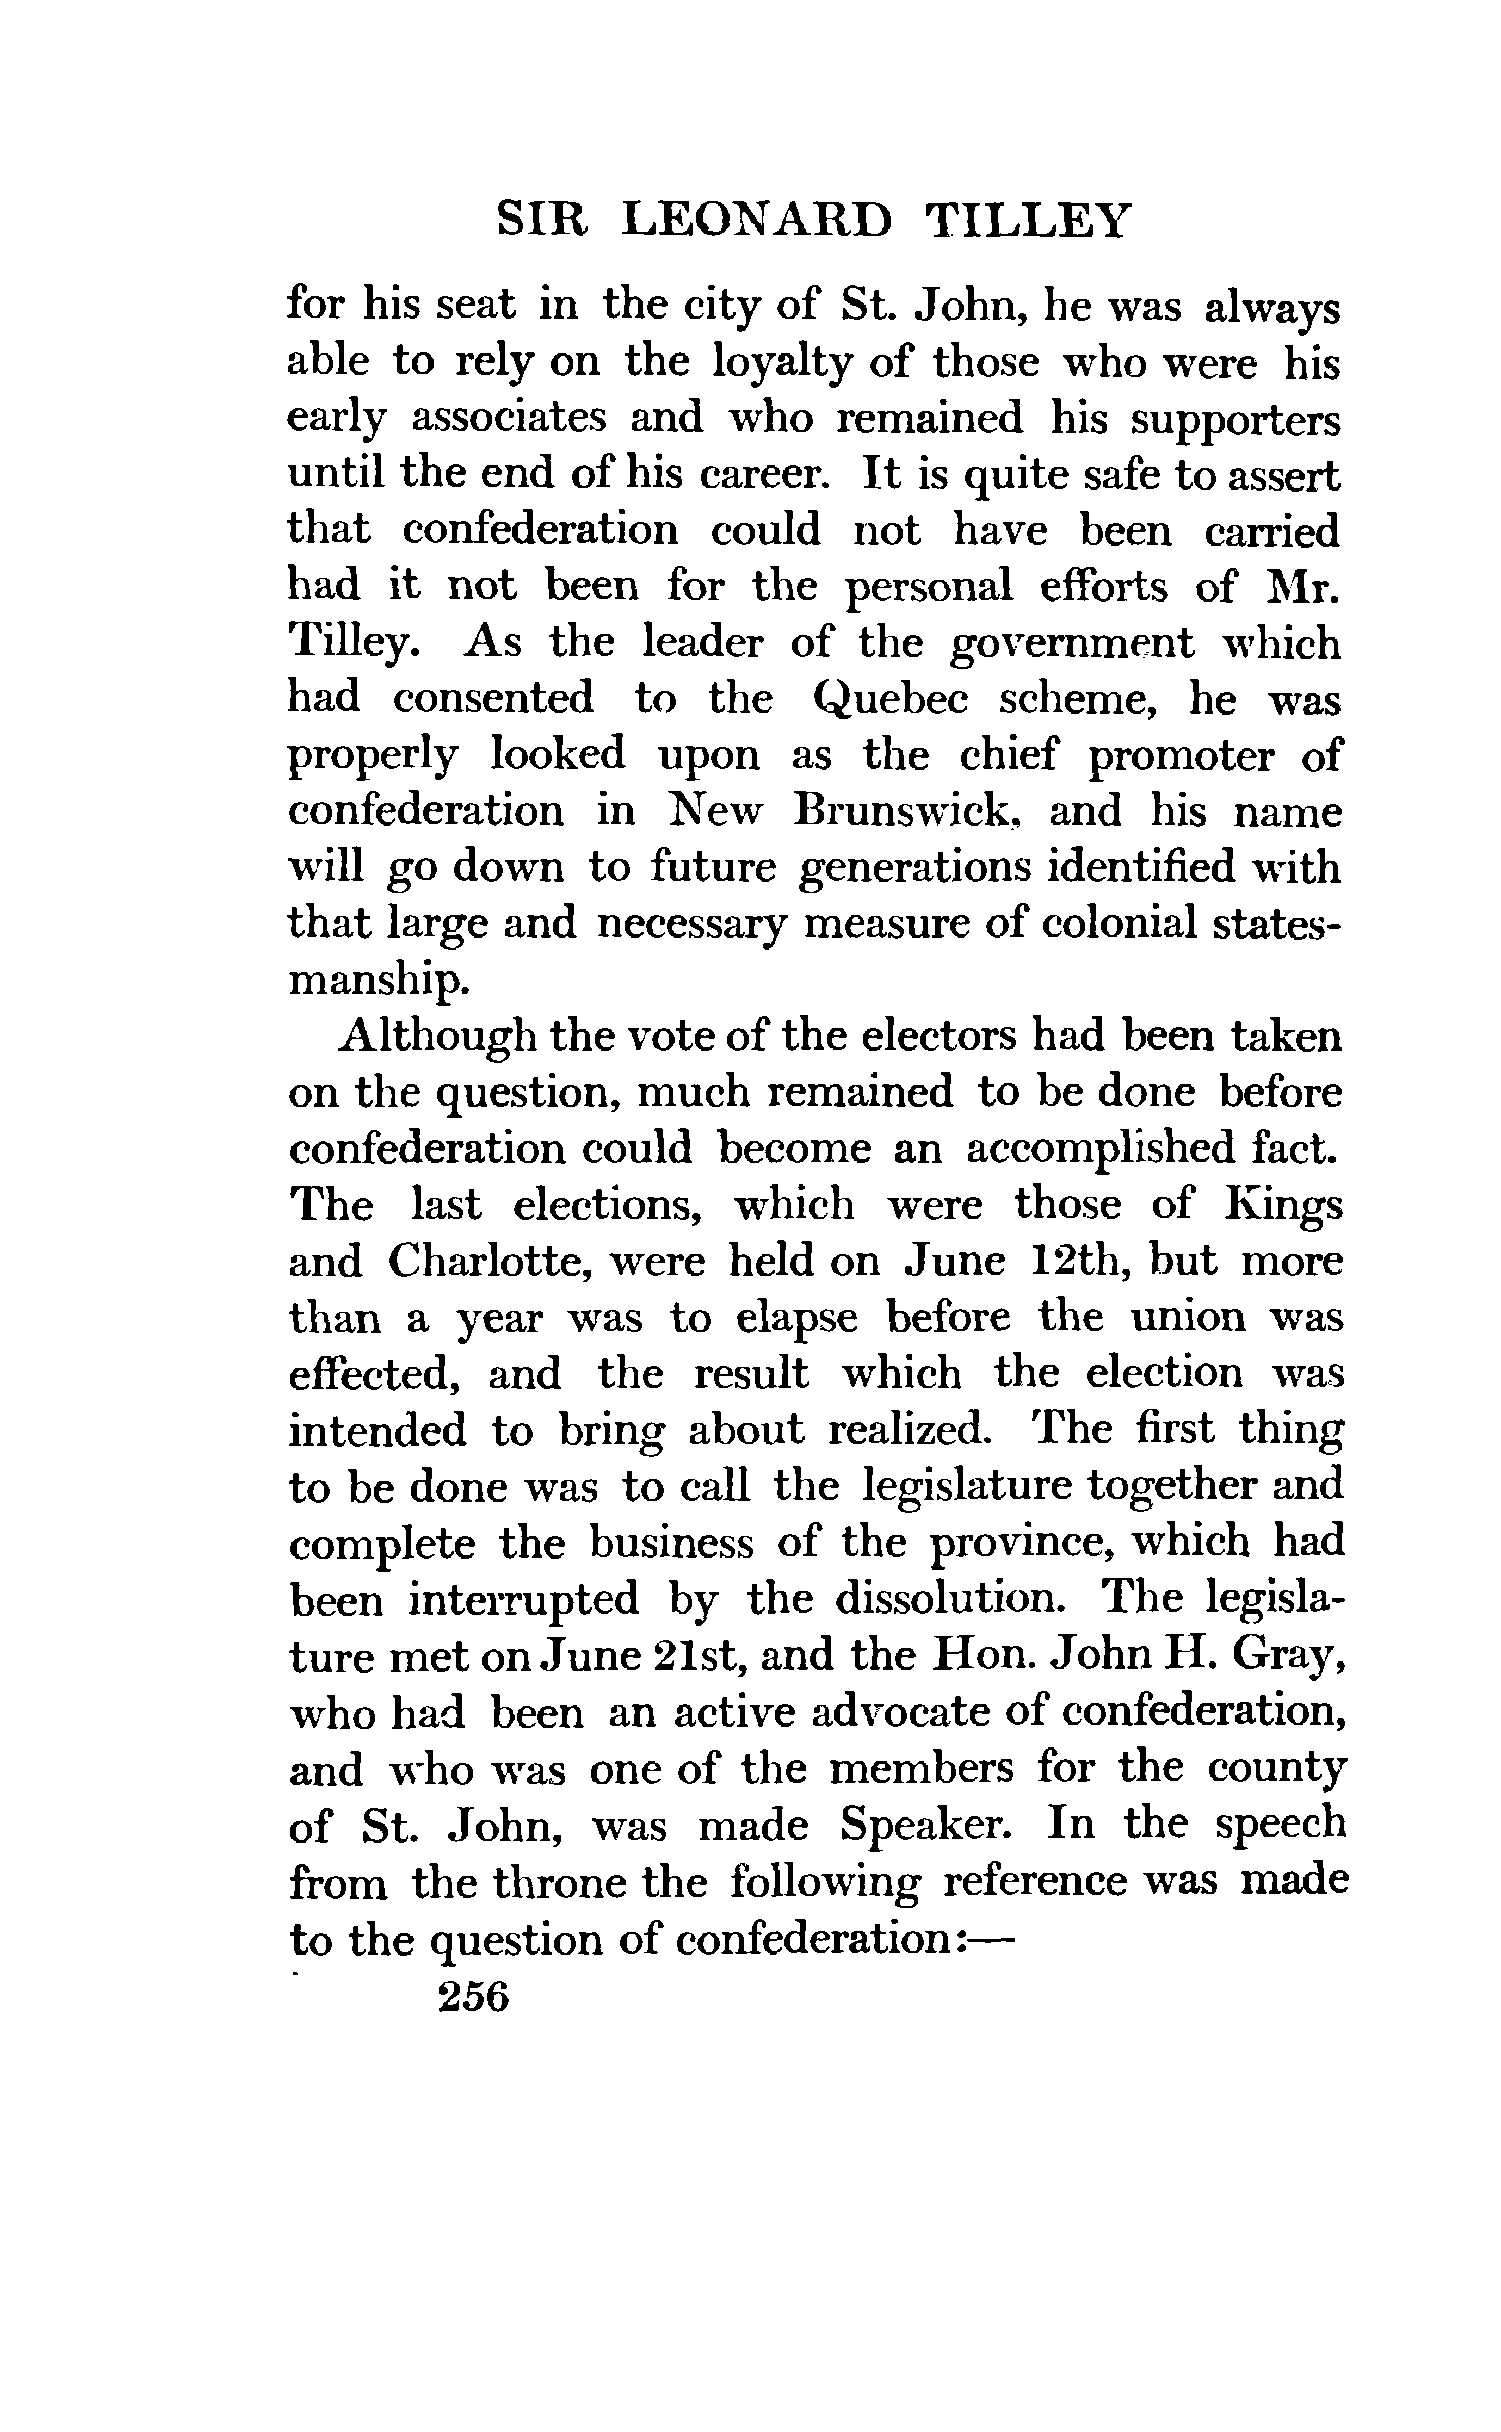 SIR LEONARD TILLEY
for his seat in the city of St. John, he was always
able to rely on the loyalty of those who were his
early associates and who remained his supporters
until the end of his career. It is quite safe to assert
that confederation could not have been carried
had it not been for the personal efforts of Mr.
Tilley. As the leader of the government which
had consented to the Quebec scheme, he was
properly looked upon as the chief promoter of
confederation in New Brunswick, and his name
will go down to future generations identified with
that large and necessary measure of colonial states-
manship.
Although the vote of the electors had been taken
on the question, much remained to be done before
confederation could become an accomplished fact.
The last elections, which were those of Kings
and Charlotte, were held on June 12th, but more
than a year was to elapse before the union was
effected, and the result which the election was
intended to bring about realized. The first thing
to be done was to call the legislature together and
complete the business of the province, which had
been interrupted by the dissolution. The legisla-
ture met on June 21st, and the Hon. John H. Gray,
who had been an active advocate of confederation,
and who was one of the members for the county
of St. John, was made Speaker. In the speech
from the throne the following reference was made
to the question of confederation:—
256